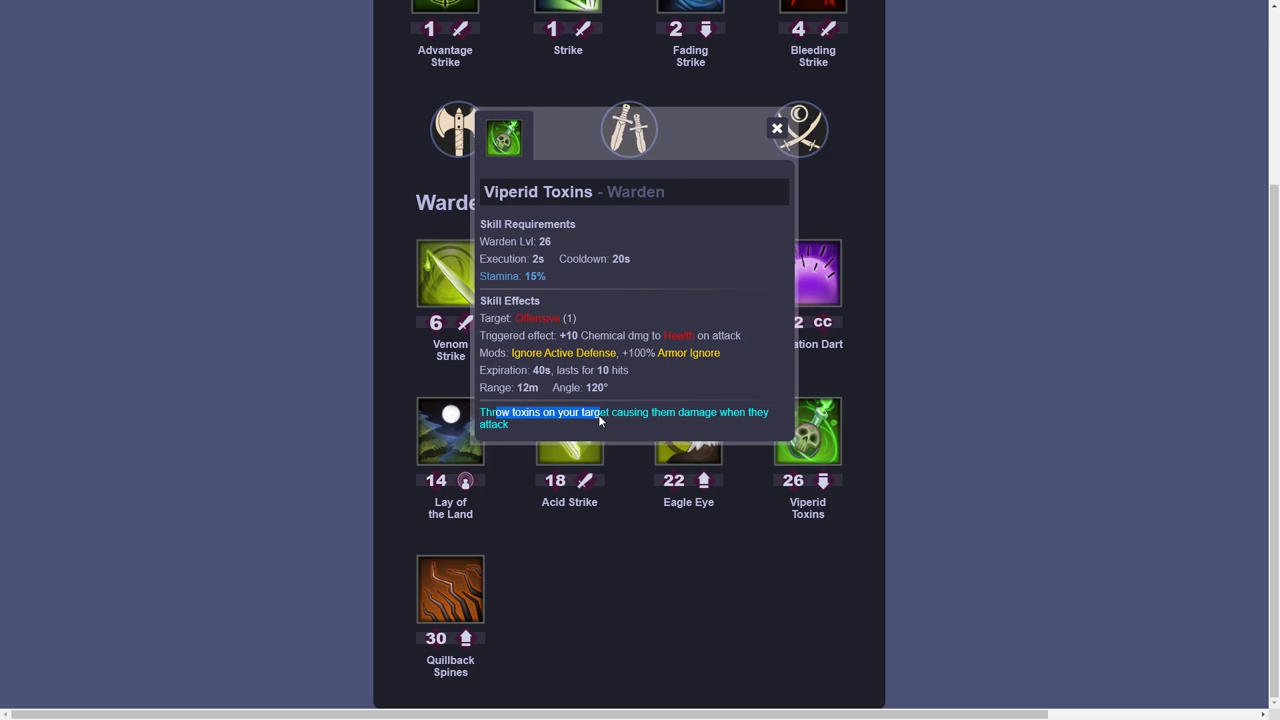 1
1
2
4
Advantage
Strike
Strike
Fading
Strike
Bleeding
Strike
Viperid Toxins - Warden
Skill Requirements
Warden Lvl: 26
Execution: 2s Cooldown: 20s
Stamina: 15%
Skill Effects
Target: Offensive (1)
Triggered effect: +10 Chemical dmg to Health on attack
Mods: Ignore Active Defense, +100% Armor Ignore
Expiration: 40s, lasts for 10 hits
Range: 12m Angle: 120°
Throw toxins on your target causing them damage when they
attack
6
2 CC
Venom
Strike
Dart
14
18
22
26
Lay of
the Land
Acid Strike
Eagle Eye
Viperid
Toxins
30
Quillback
Spines